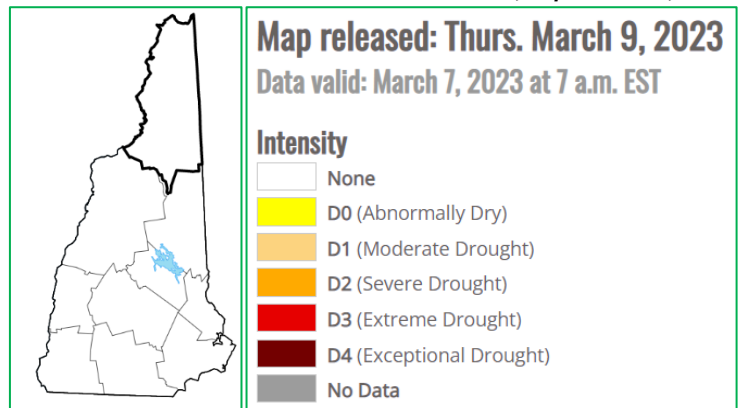 Map released: Thurs. March 9, 2023
Data valid: March 7, 2023 at 7 a.m. EST
Intensity
None
D0 (Abnormally Dry)
D1 (Moderate Drought)
D2 (Severe Drought)
D3 (Extreme Drought)
D4 (Exceptional Drought)
No Data